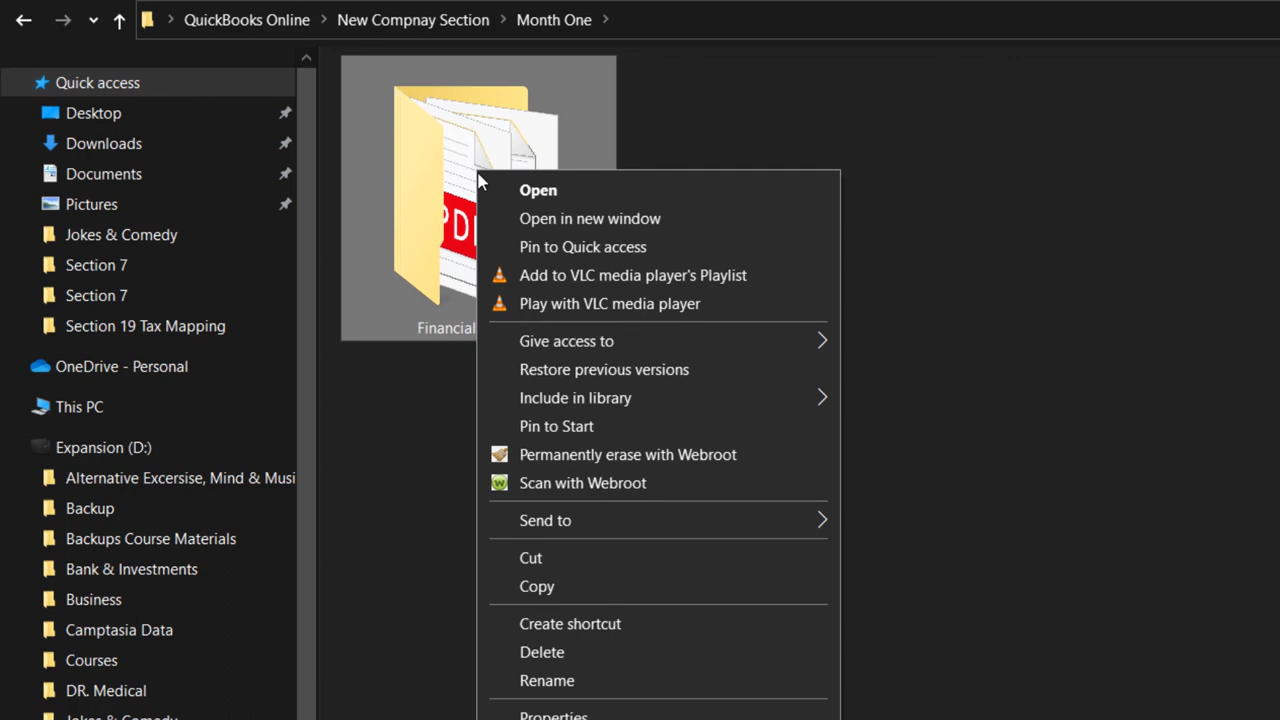 QuickBooks Online
New Compnay Section
Month One
Quick access
Desktop
Downloads
Documents
Pictures
Jokes & Comedy
Section 7
Section 7
Section 19 Tax Mapping
OneDrive - Personal
This PC
Expansion (D:)
Alternative Excersise, Mind & Musi
Backup
Backups Course Materials
Bank & Investments
Business
Camptasia Data
Courses
DR. Medical
Jokes & Comedy
PD
Financial
Open
Open in new window
Pin to Quick access
Add to VLC media player's Playlist
Play with VLC media player
Give access to
Restore previous versions
Include in library
Pin to Start
Permanently erase with Webroot
Scan with Webroot
Send to
Cut
Copy
Create shortcut
Delete
Rename
Properties